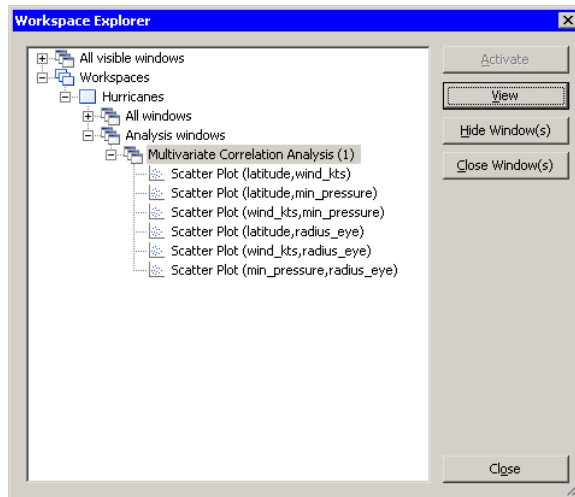 Workspace Explorer
All visible windows
Workspaces
Hurricanes
All windows
Analysis windows
Multivariate Correlation Analysis (1)
Scatter Plot (latitude,wind_kts)
Scatter Plot (latitude,min_pressure)
Scatter Plot (wind_kts,min_pressure)
Scatter Plot (latitude,radius_eye)
Scatter Plot (wind_kts,radius_eye)
Scatter Plot (min_pressure,radius_eye)
Activate
View
Hide Window(s)
Close Window(s)
Close